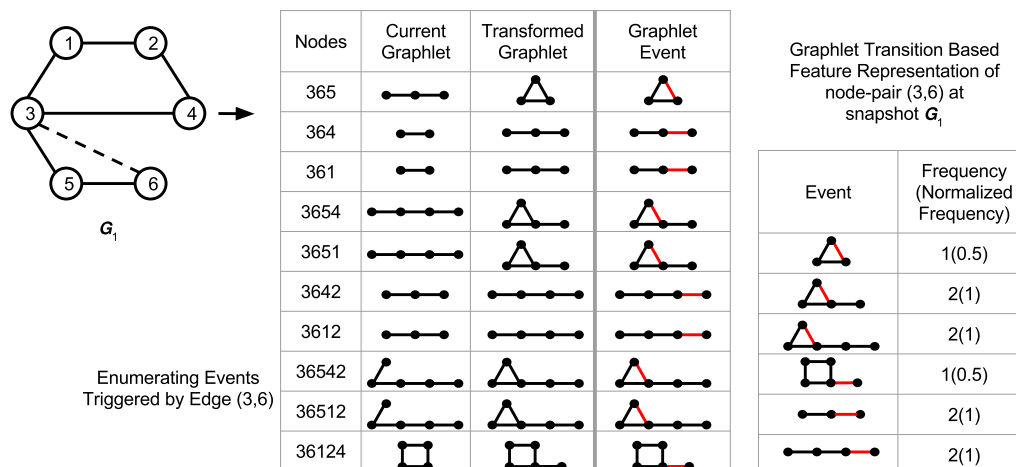 1
2
3
4
5
6
G1
Enumerating Events
Triggered by Edge (3,6)
Nodes
Current
Graphlet
Transformed
Graphlet
Graphlet
Event
365
364
361
3654
3651
3642
3612
36542
36512
36124
Graphlet Transition Based
Feature Representation of
node-pair (3,6) at
snapshot G1
Event
Frequency
(Normalized
Frequency)
1(0.5)
2(1)
2(1)
1(0.5)
2(1)
2(1)